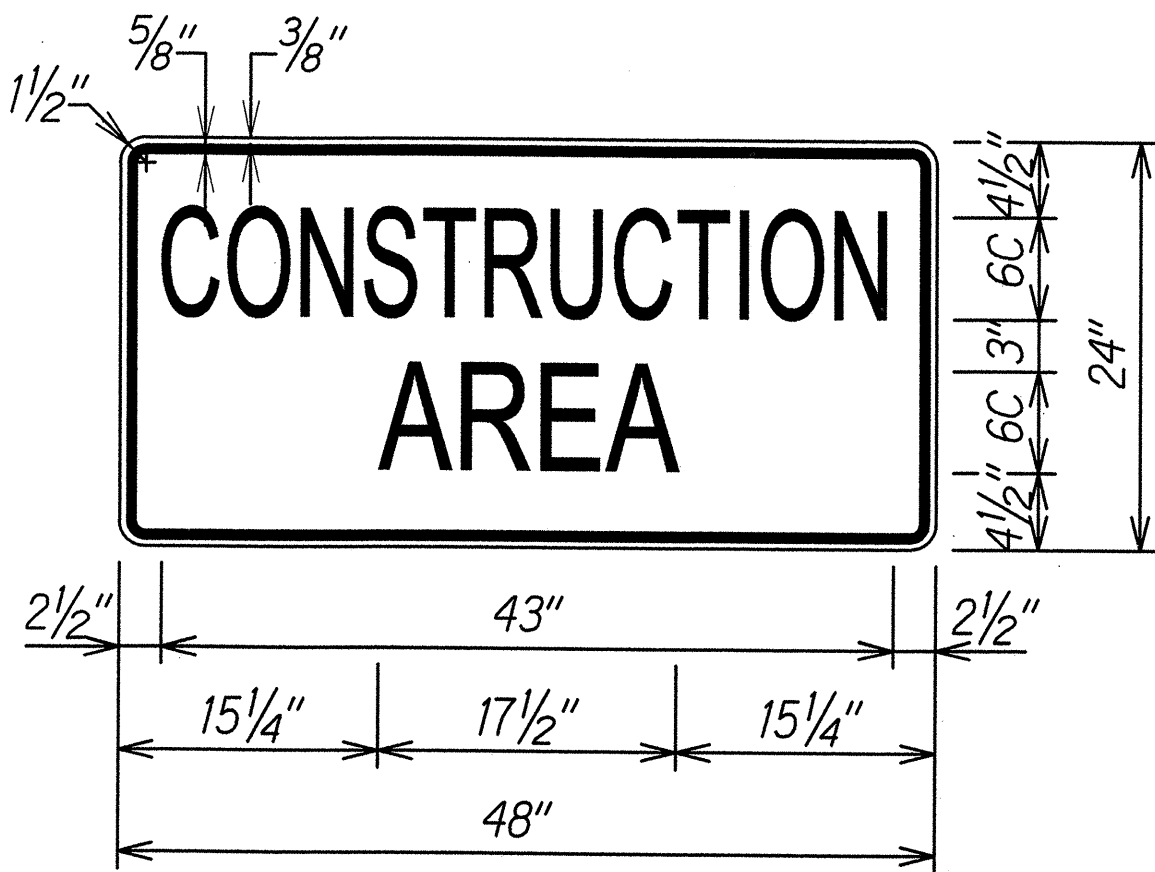 5/8" 3/8"
1 1/2"
CONSTRUCTION
AREA
4 1/2"
6C
3"
6C
4 1/2"
24"
2 1/2" 43" 2 1/2"
15 1/4" 17 1/2" 15 1/4"
48"